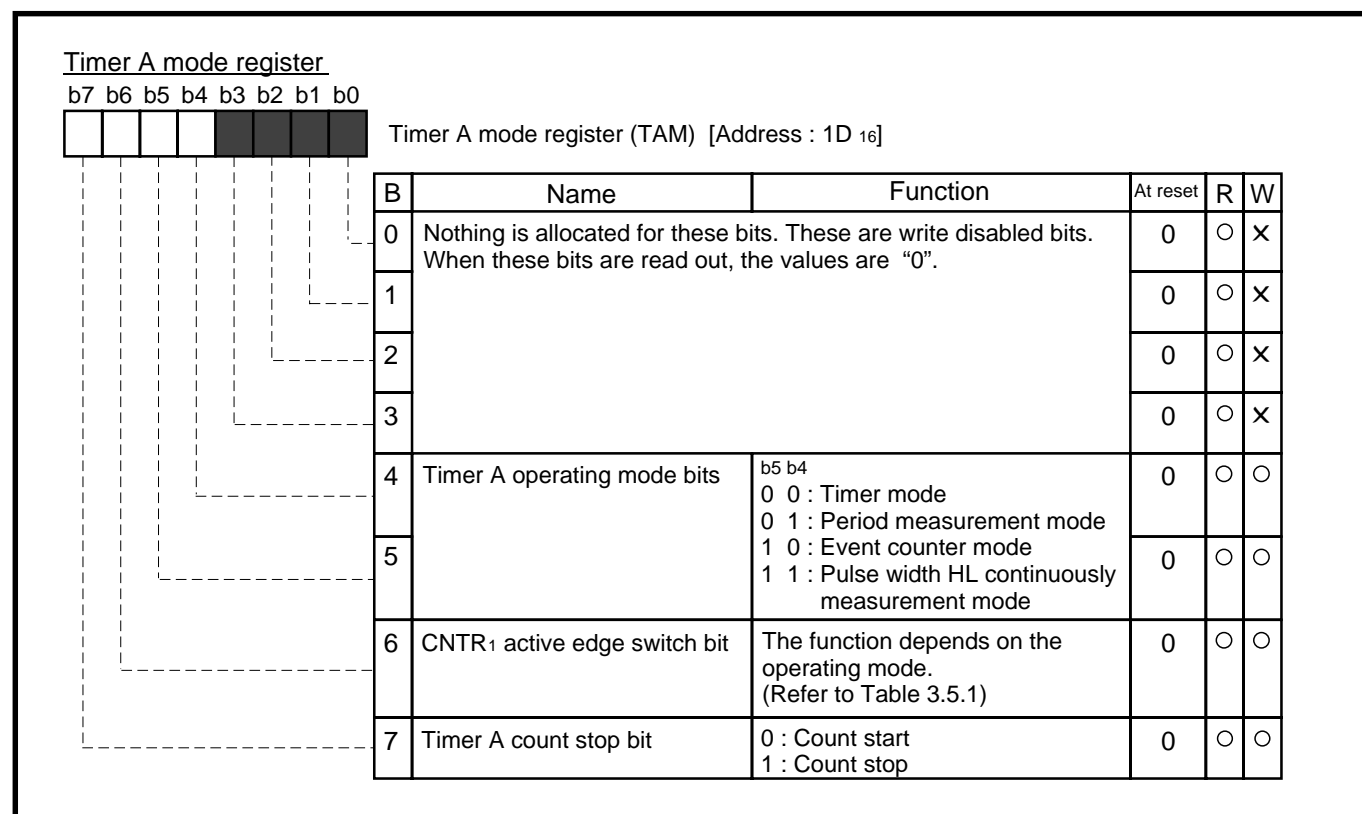 Timer A mode register
b7 b6 b5 b4 b3 b2 b1 b0
Timer A mode register (TAM) [Address : 1D 16]
B Name Function At reset R W
0 Nothing is allocated for these bits. These are write disabled bits. 0 ○ ×
When these bits are read out, the values are “0”.
1 0 ○ ×
2 0 ○ ×
3 0 ○ ×
4 Timer A operating mode bits b5 b4 0 ○ ○
0 0 : Timer mode
0 1 : Period measurement mode
5 1 0 : Event counter mode 0 ○ ○
1 1 : Pulse width HL continuously
measurement mode
6 CNTR1 active edge switch bit The function depends on the 0 ○ ○
operating mode.
(Refer to Table 3.5.1)
7 Timer A count stop bit 0 : Count start 0 ○ ○
1 : Count stop